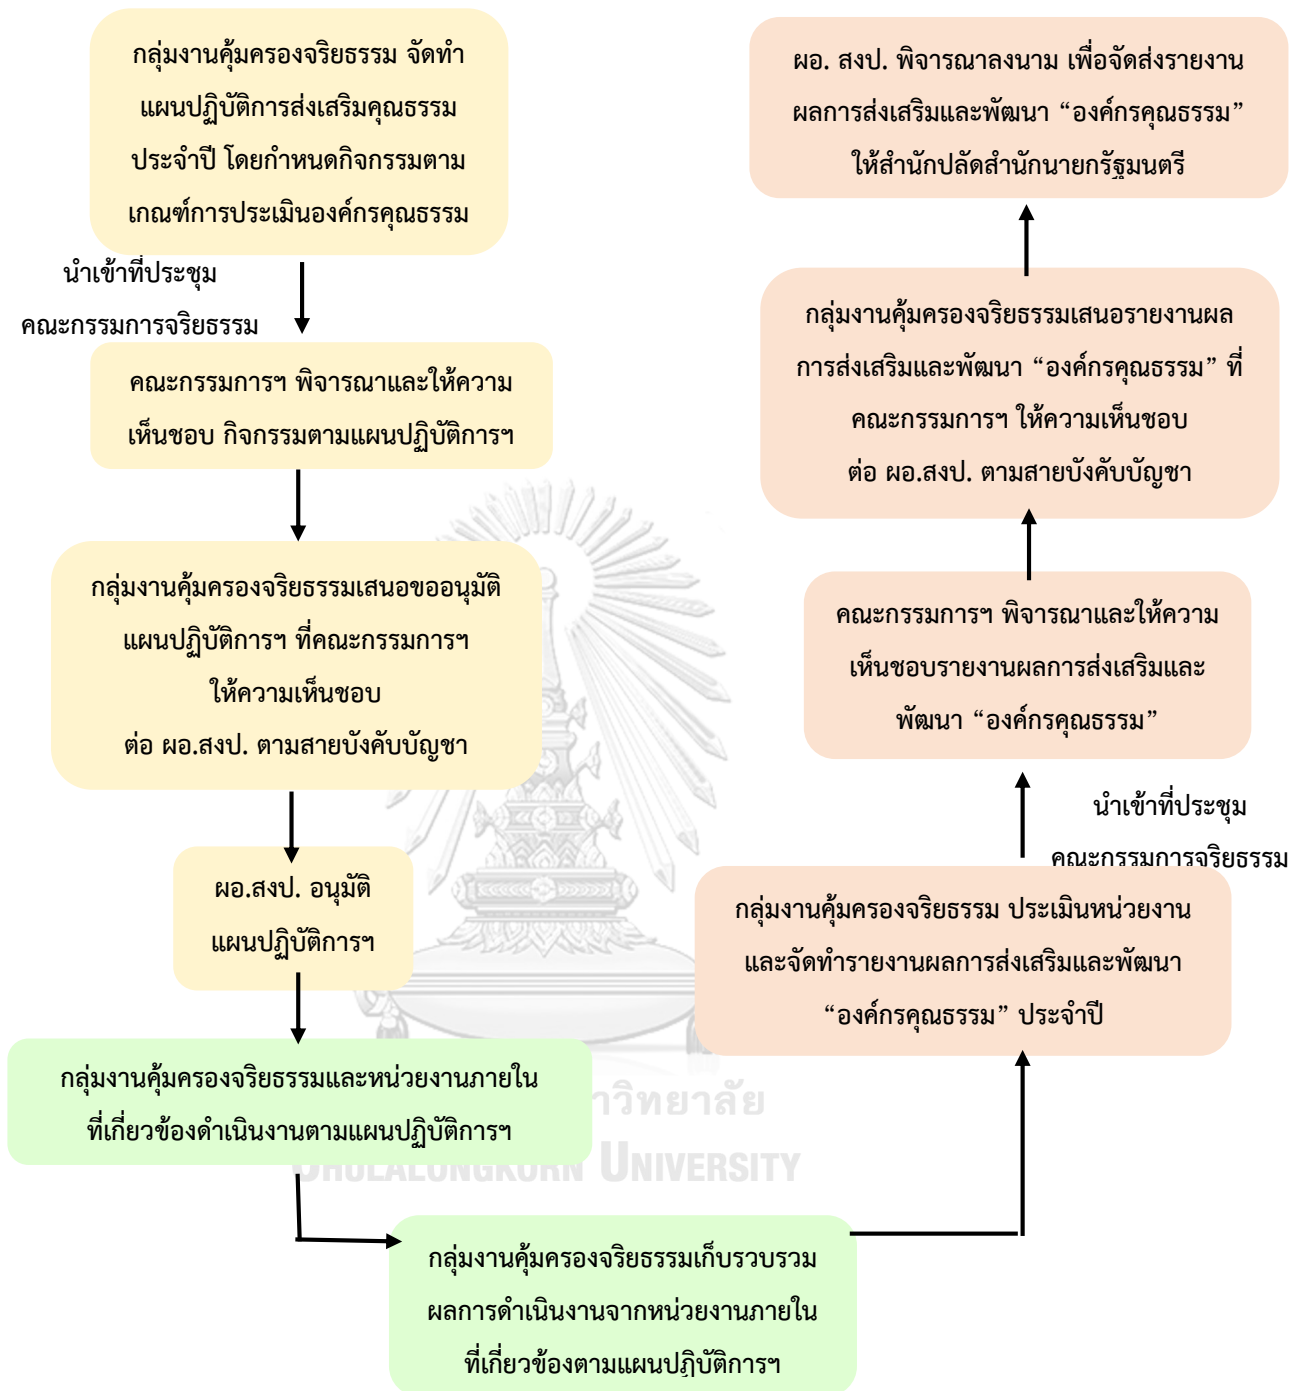 กลุ่มงานคุ้มครองจริยธรรม จัดทำ
แผนปฏิบัติการส่งเสริมคุณธรรม
ประจำปี โดยกำหนดกิจกรรมตาม
เกณฑ์การประเมินองค์กรคุณธรรม
นำเข้าที่ประชุม
คณะกรรมการจริยธรรม
คณะกรรมการฯ พิจารณาและให้ความ
เห็นชอบ กิจกรรมตามแผนปฏิบัติการฯ
กลุ่มงานคุ้มครองจริยธรรมเสนอขออนุมัติ
แผนปฏิบัติการฯ ที่คณะกรรมการฯ
ให้ความเห็นชอบ
ต่อ ผอ.สงป. ตามสายบังคับบัญชา
ผอ.สงป. อนุมัติ
แผนปฏิบัติการฯ
กลุ่มงานคุ้มครองจริยธรรมและหน่วยงานภายใน
ที่เกี่ยวข้องดำเนินงานตามแผนปฏิบัติการฯ
กลุ่มงานคุ้มครองจริยธรรมเก็บรวบรวม
ผลการดำเนินงานจากหน่วยงานภายใน
ที่เกี่ยวข้องตามแผนปฏิบัติการฯ
กลุ่มงานคุ้มครองจริยธรรม ประเมินหน่วยงาน
และจัดทำรายงานผลการส่งเสริมและพัฒนา
“องค์กรคุณธรรม” ประจำปี
นำเข้าที่ประชุม
คณะกรรมการจริยธรรม
คณะกรรมการฯ พิจารณาและให้ความ
เห็นชอบรายงานผลการส่งเสริมและ
พัฒนา “องค์กรคุณธรรม”
กลุ่มงานคุ้มครองจริยธรรมเสนอรายงานผล
การส่งเสริมและพัฒนา “องค์กรคุณธรรม” ที่
คณะกรรมการฯ ให้ความเห็นชอบ
ต่อ ผอ.สงป. ตามสายบังคับบัญชา
ผอ. สงป. พิจารณาลงนาม เพื่อจัดส่งรายงาน
ผลการส่งเสริมและพัฒนา “องค์กรคุณธรรม”
ให้สำนักปลัดสำนักนายกรัฐมนตรี
CHULALONGKORN UNIVERSITY